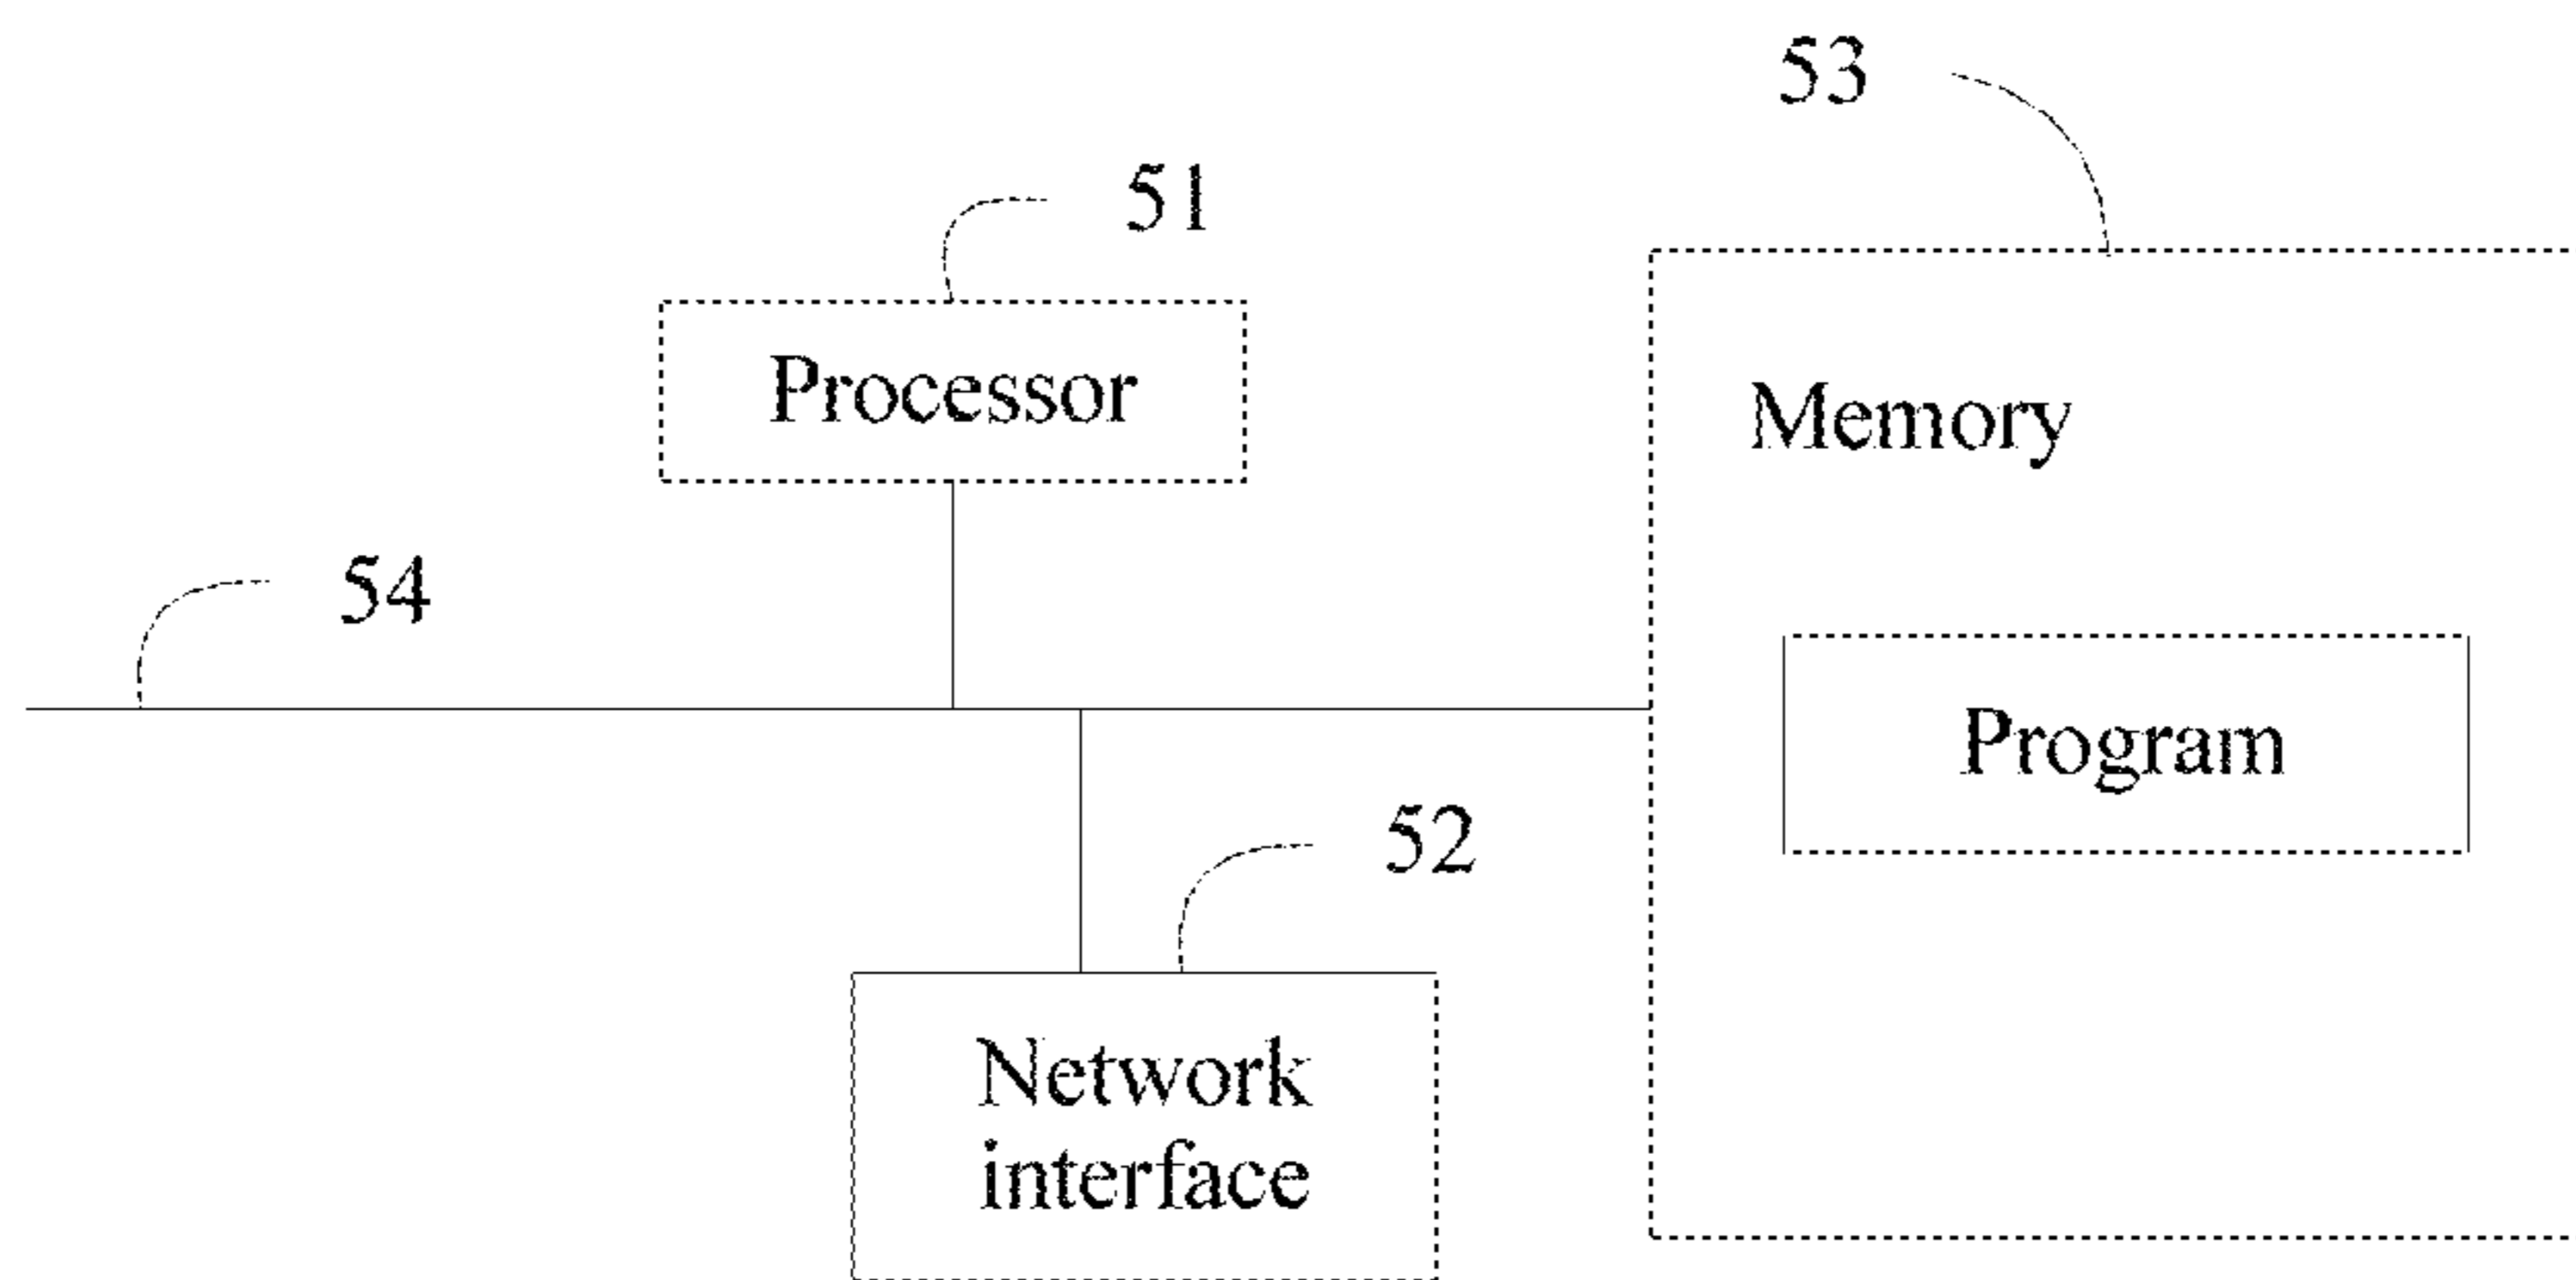 53
51
Processor
Memory
54
Program
52
Network
interface